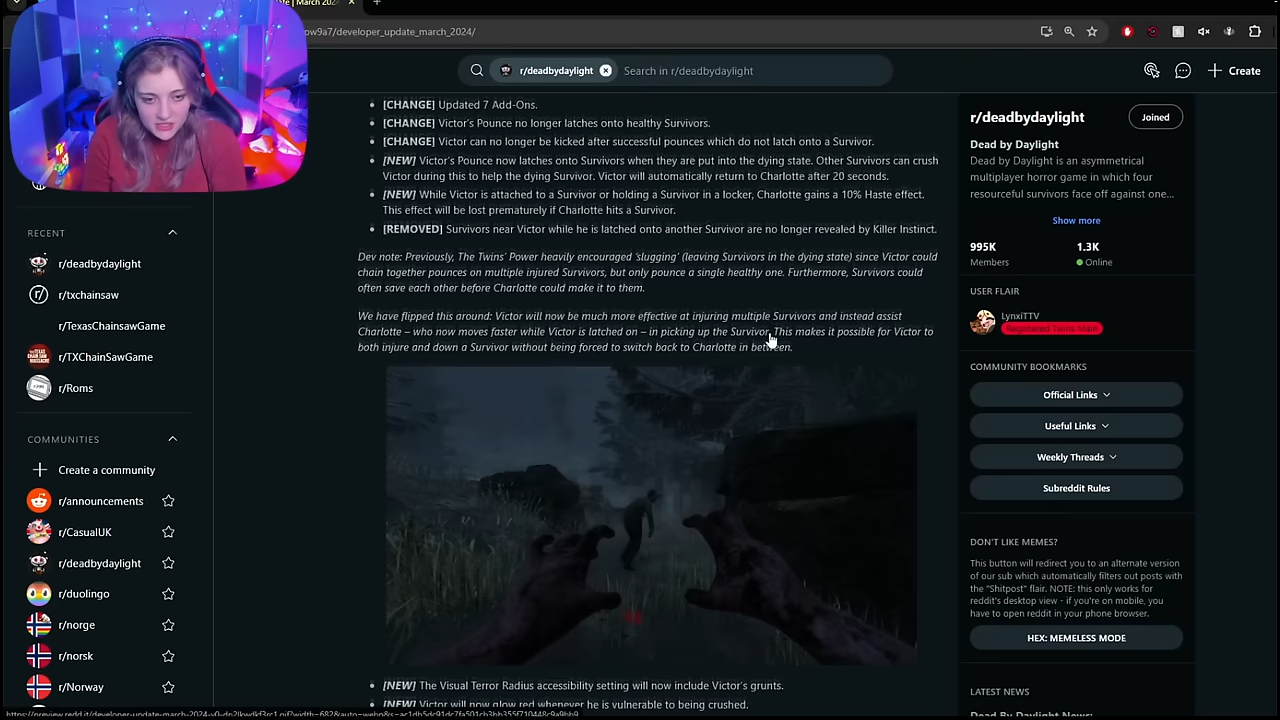 te | March 202
ow9a7/developer_update_march_2024/
r/deadbydaylight
Search in r/deadbydaylight
Create
RECENT
r/deadbydaylight
r/txchainsaw
r/TexasChainsawGame
r/TXChainSawGame
r/Roms
COMMUNITIES
Create a community
r/announcements
r/CasualUK
r/deadbydaylight
r/duolingo
r/norge
r/norsk
r/Norway
[CHANGE] Updated 7 Add-Ons.
[CHANGE] Victor's Pounce no longer latches onto healthy Survivors.
[CHANGE] Victor can no longer be kicked after successful pounces which do not latch onto a Survivor.
[NEW] Victor's Pounce now latches onto Survivors when they are put into the dying state. Other Survivors can crush
Victor during this to help the dying Survivor. Victor will automatically return to Charlotte after 20 seconds.
[NEW] While Victor is attached to a Survivor or holding a Survivor in a locker, Charlotte gains a 10% Haste effect.
This effect will be lost prematurely if Charlotte hits a Survivor.
[REMOVED] Survivors near Victor while he is latched onto another Survivor are no longer revealed by Killer Instinct.
Dev note: Previously, The Twins' Power heavily encouraged 'slugging' (leaving Survivors in the dying state) since Victor could
chain together pounces on multiple injured Survivors, but only pounce a single healthy one. Furthermore, Survivors could
often save each other before Charlotte could make it to them.
We have flipped this around: Victor will be much more effective at injuring multiple Survivors and instead assist
Charlotte – who now moves faster while Victor is latched on – in picking up the Survivor. This makes it possible for Victor to
both injure and down a Survivor without being forced to switch back to Charlotte in between.
[NEW] The Visual Terror Radius accessibility setting will now include Victor's grunts.
[NEW] Victor will now glow red whenever he is vulnerable to being crushed.
r/deadbydaylight
Joined
Dead by Daylight
Dead by Daylight is an asymmetrical
multiplayer horror game in which four
resourceful survivors face off against one...
Show more
995K
1.3K
Members
Online
USER FLAIR
LynxiTTV
Registered Twins Main
COMMUNITY BOOKMARKS
Official Links
Useful Links
Weekly Threads
Subreddit Rules
DON'T LIKE MEMES?
This button will redirect you to an alternate version
of our sub which automatically filters out posts with
the "Shitpost" flair. NOTE: this only works for
reddit's desktop view - if you're on mobile, you
have to open reddit in your phone browser.
HEX: MEMELESS MODE
LATEST NEWS
Dead By Daylight News: